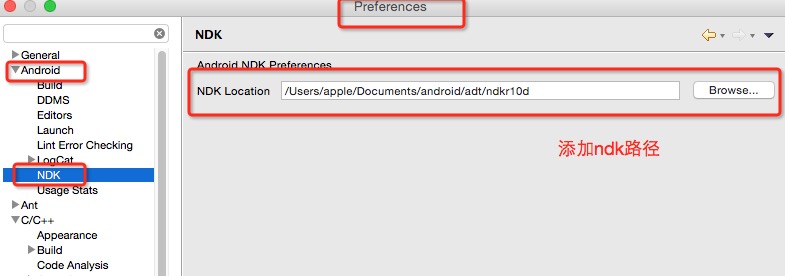 Preferences
General
Android
Build
DDMS
Editors
Launch
Lint Error Checking
LogCat
NDK
Usage Stats
Ant
C/C++
Appearance
Build
Code Analysis
NDK
Android NDK Preferences
NDK Location /Users/apple/Documents/android/adt/ndkr10d Browse...
添加ndk路径